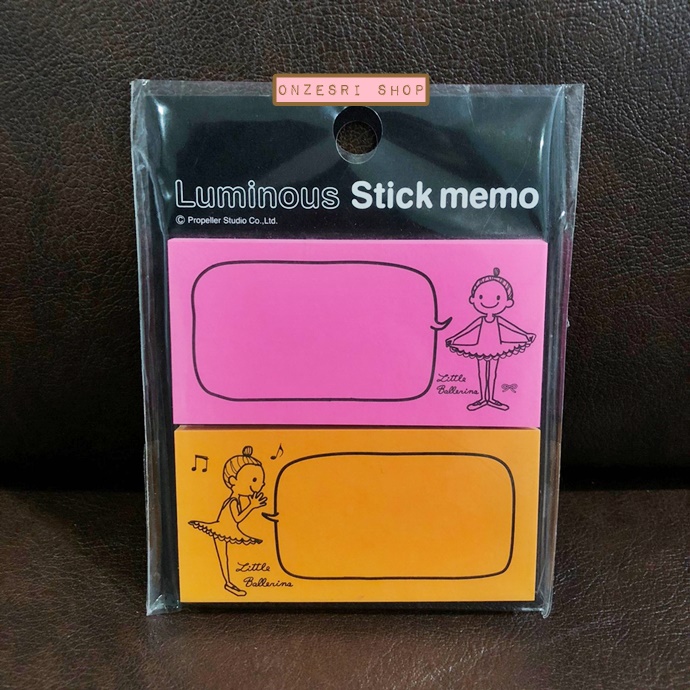 ONZESRI SHOP
Luminous Stick memo
© Propeller Studio Co.,Ltd.
Little
Ballerina
Little
Ballerina